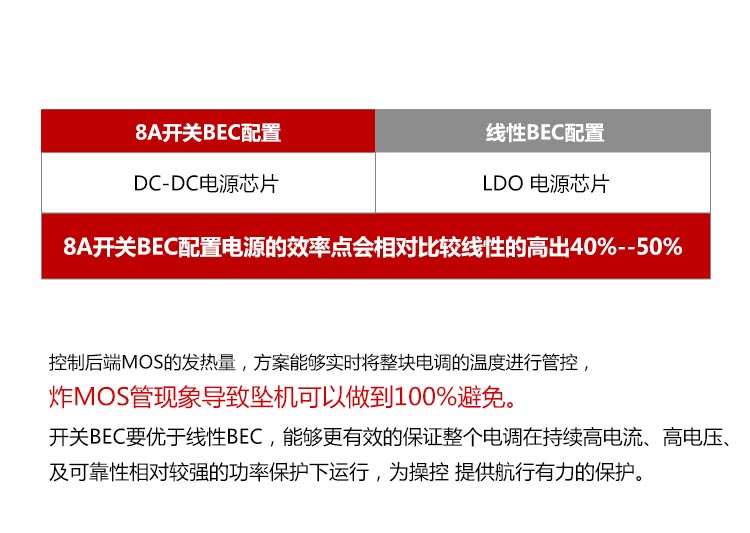 8A开关BEC配置 线性BEC配置
DC-DC电源芯片 LDO 电源芯片
8A开关BEC配置电源的效率点会相对比较线性的高出40%--50%
控制后端MOS的发热量，方案能够实时将整块电调的温度进行管控，
炸MOS管现象导致坠机可以做到100%避免。
开关BEC要优于线性BEC，能够更有效的保证整个电调在持续高电流、高电压、
及可靠性相对较强的功率保护下运行，为操控 提供航行有力的保护。